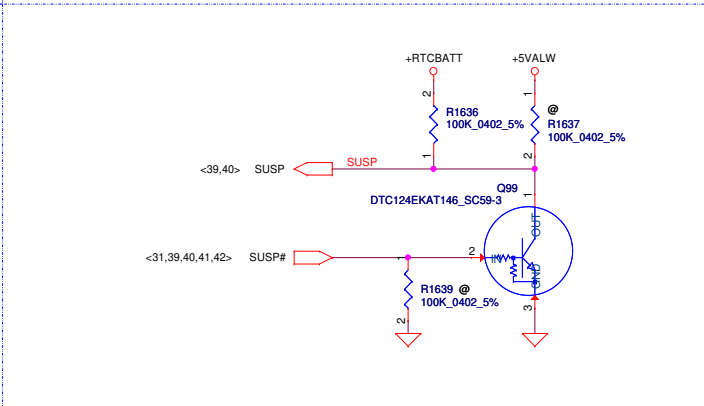 +RTCBATT
+5VALW
2
1
R1636
100K_0402_5%
@
R1637
100K_0402_5%
1
2
<39,40> SUSP
SUSP
Q99
DTC124EKAT146_SC59-3
1
OUT
<31,39,40,41,42> SUSP#
1
2
IN
GND
R1639 @
100K_0402_5%
2
3